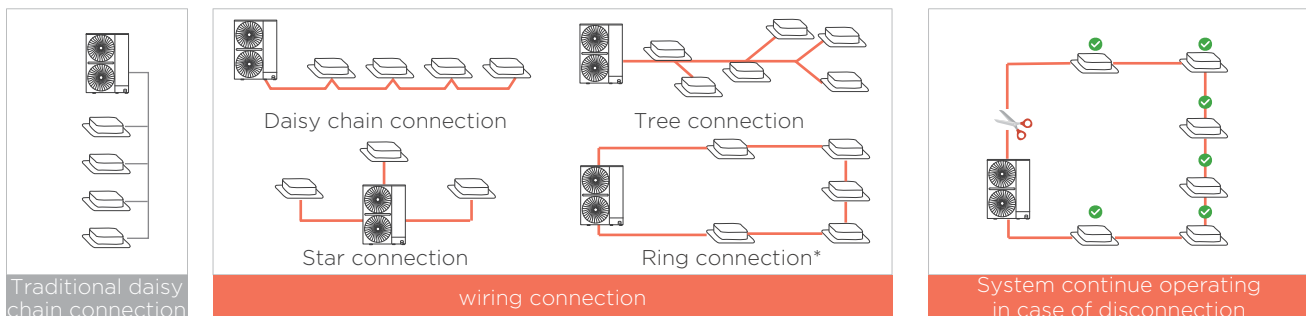 Daisy chain connection
Tree connection
Star connection
Ring connection*
Traditional daisy
chain connection
wiring connection
System continue operating
in case of disconnection